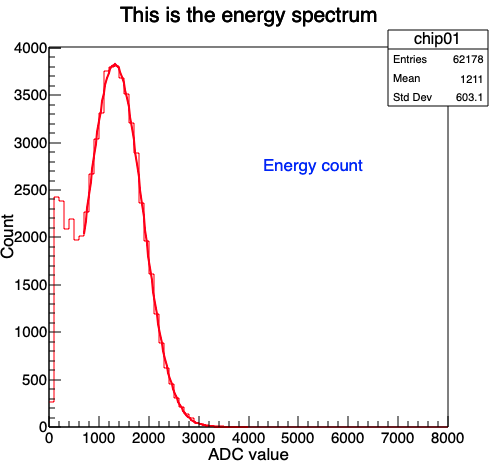 This is the energy spectrum
chip01
Entries 62178
Mean 1211
Std Dev 603.1
Energy count
Count
4000
3500
3000
2500
2000
1500
1000
500
0
0 1000 2000 3000 4000 5000 6000 7000 8000
ADC value